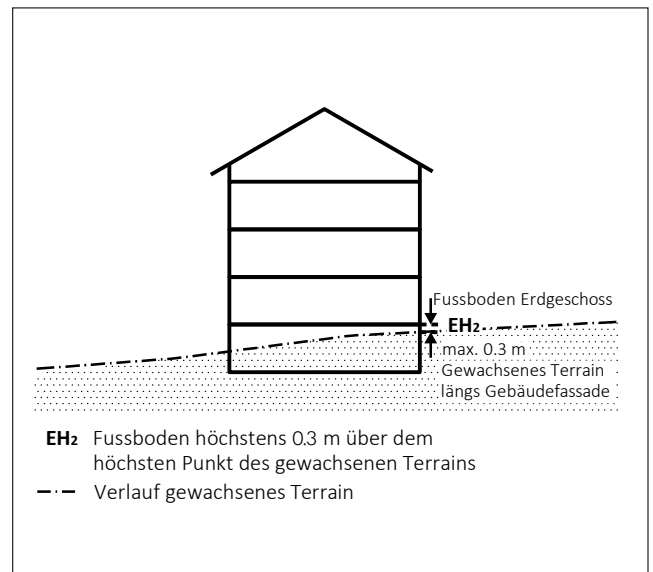 Fussboden Erdgeschoss
EH₂
max. 0.3 m
Gewachsenes Terrain
längs Gebäudefassade
EH₂ Fussboden höchstens 0.3 m über dem
höchsten Punkt des gewachsenen Terrains
Verlauf gewachsenes Terrain